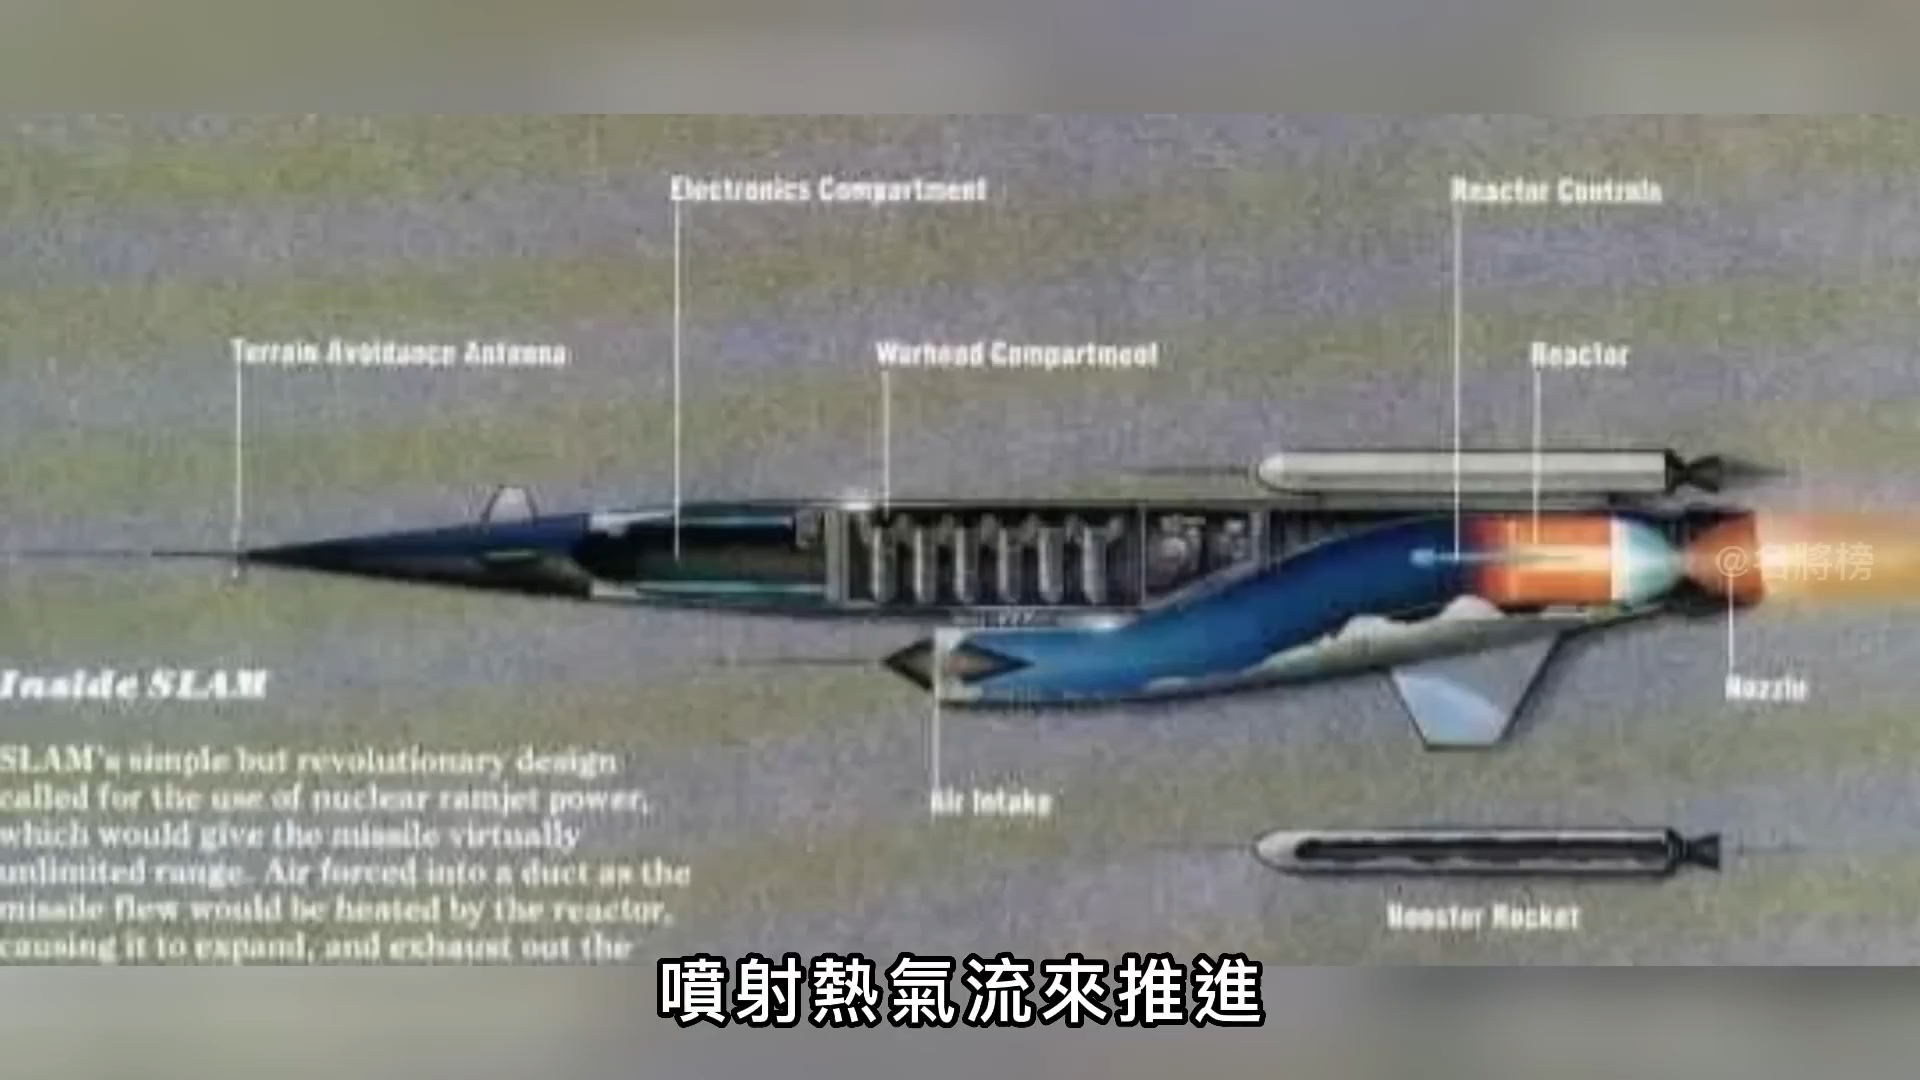 Electronics Compartment
Reactor Controls
Terrain Avoidance Antenna
Warhead Compartment
Reactor
@名將榜
Inside SLAM
Nozzle
SLAM's simple but revolutionary design
called for the use of nuclear ramjet power,
which would give the missile virtually
unlimited range. Air forced into a duct as the
missile flew would be heated by the reactor,
causing it to expand, and exhaust out the
Air Intake
Booster Rocket
噴射熱氣流來推進